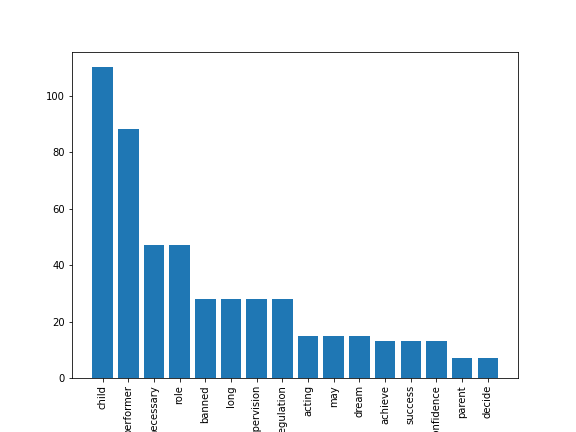 100
80
60
40
20
0
child
erformer
ecessary
role
banned
long
pervision
egulation
acting
may
dream
achieve
success
nfidence
parent
decide